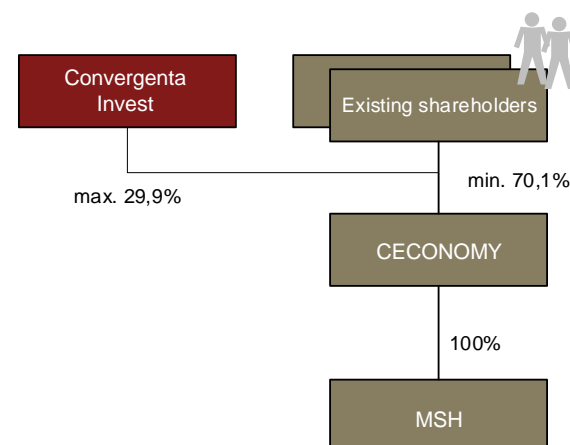 Convergenta
Invest
Existing shareholders
max. 29,9%
min. 70,1%
CECONOMY
100%
MSH